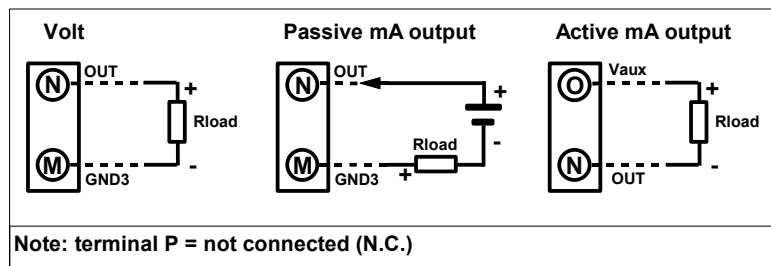 Volt
Passive mA output
Active mA output
N OUT
+
Rload
-
M GND3
N OUT
+
-
Rload
M GND3 +
O Vaux
+
Rload
-
N OUT
Note: terminal P = not connected (N.C.)